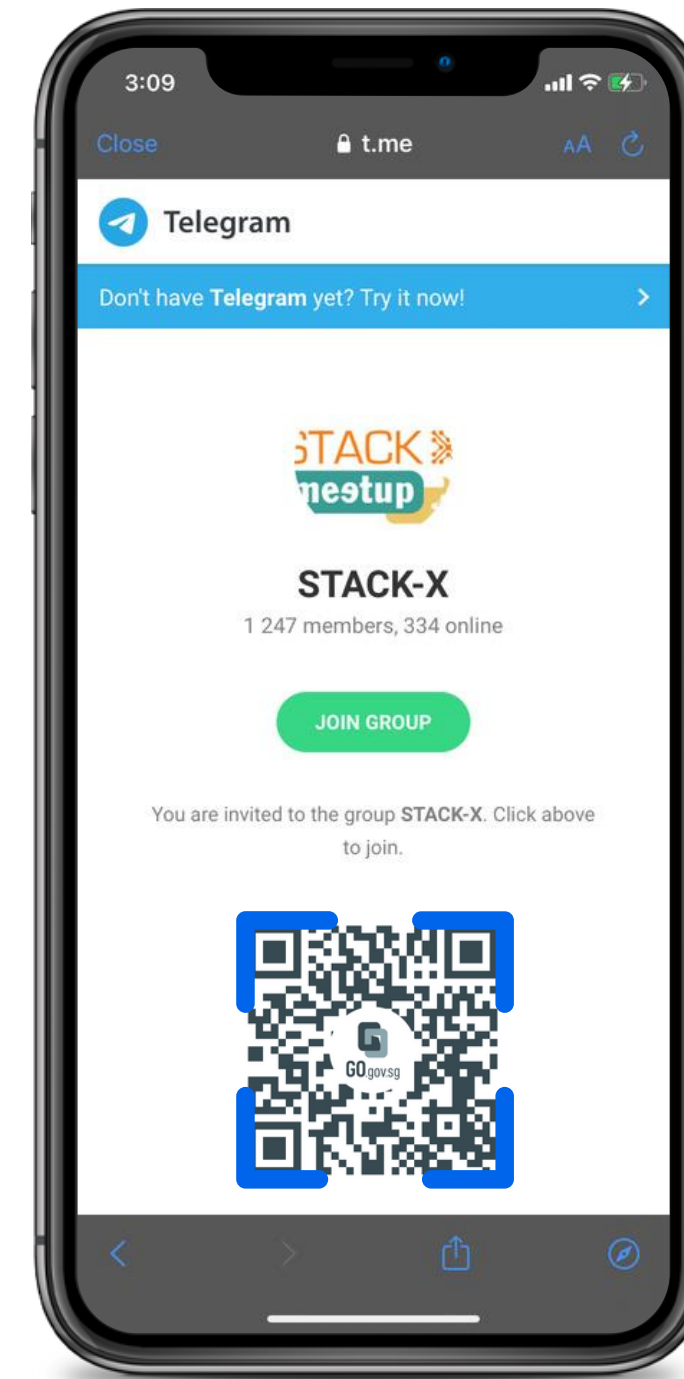 3:09
Close
t.me
AA
Telegram
Don't have Telegram yet? Try it now!
STACK
meetup
STACK-X
1 247 members, 334 online
JOIN GROUP
You are invited to the group STACK-X. Click above
to join.
GO.gov.sg